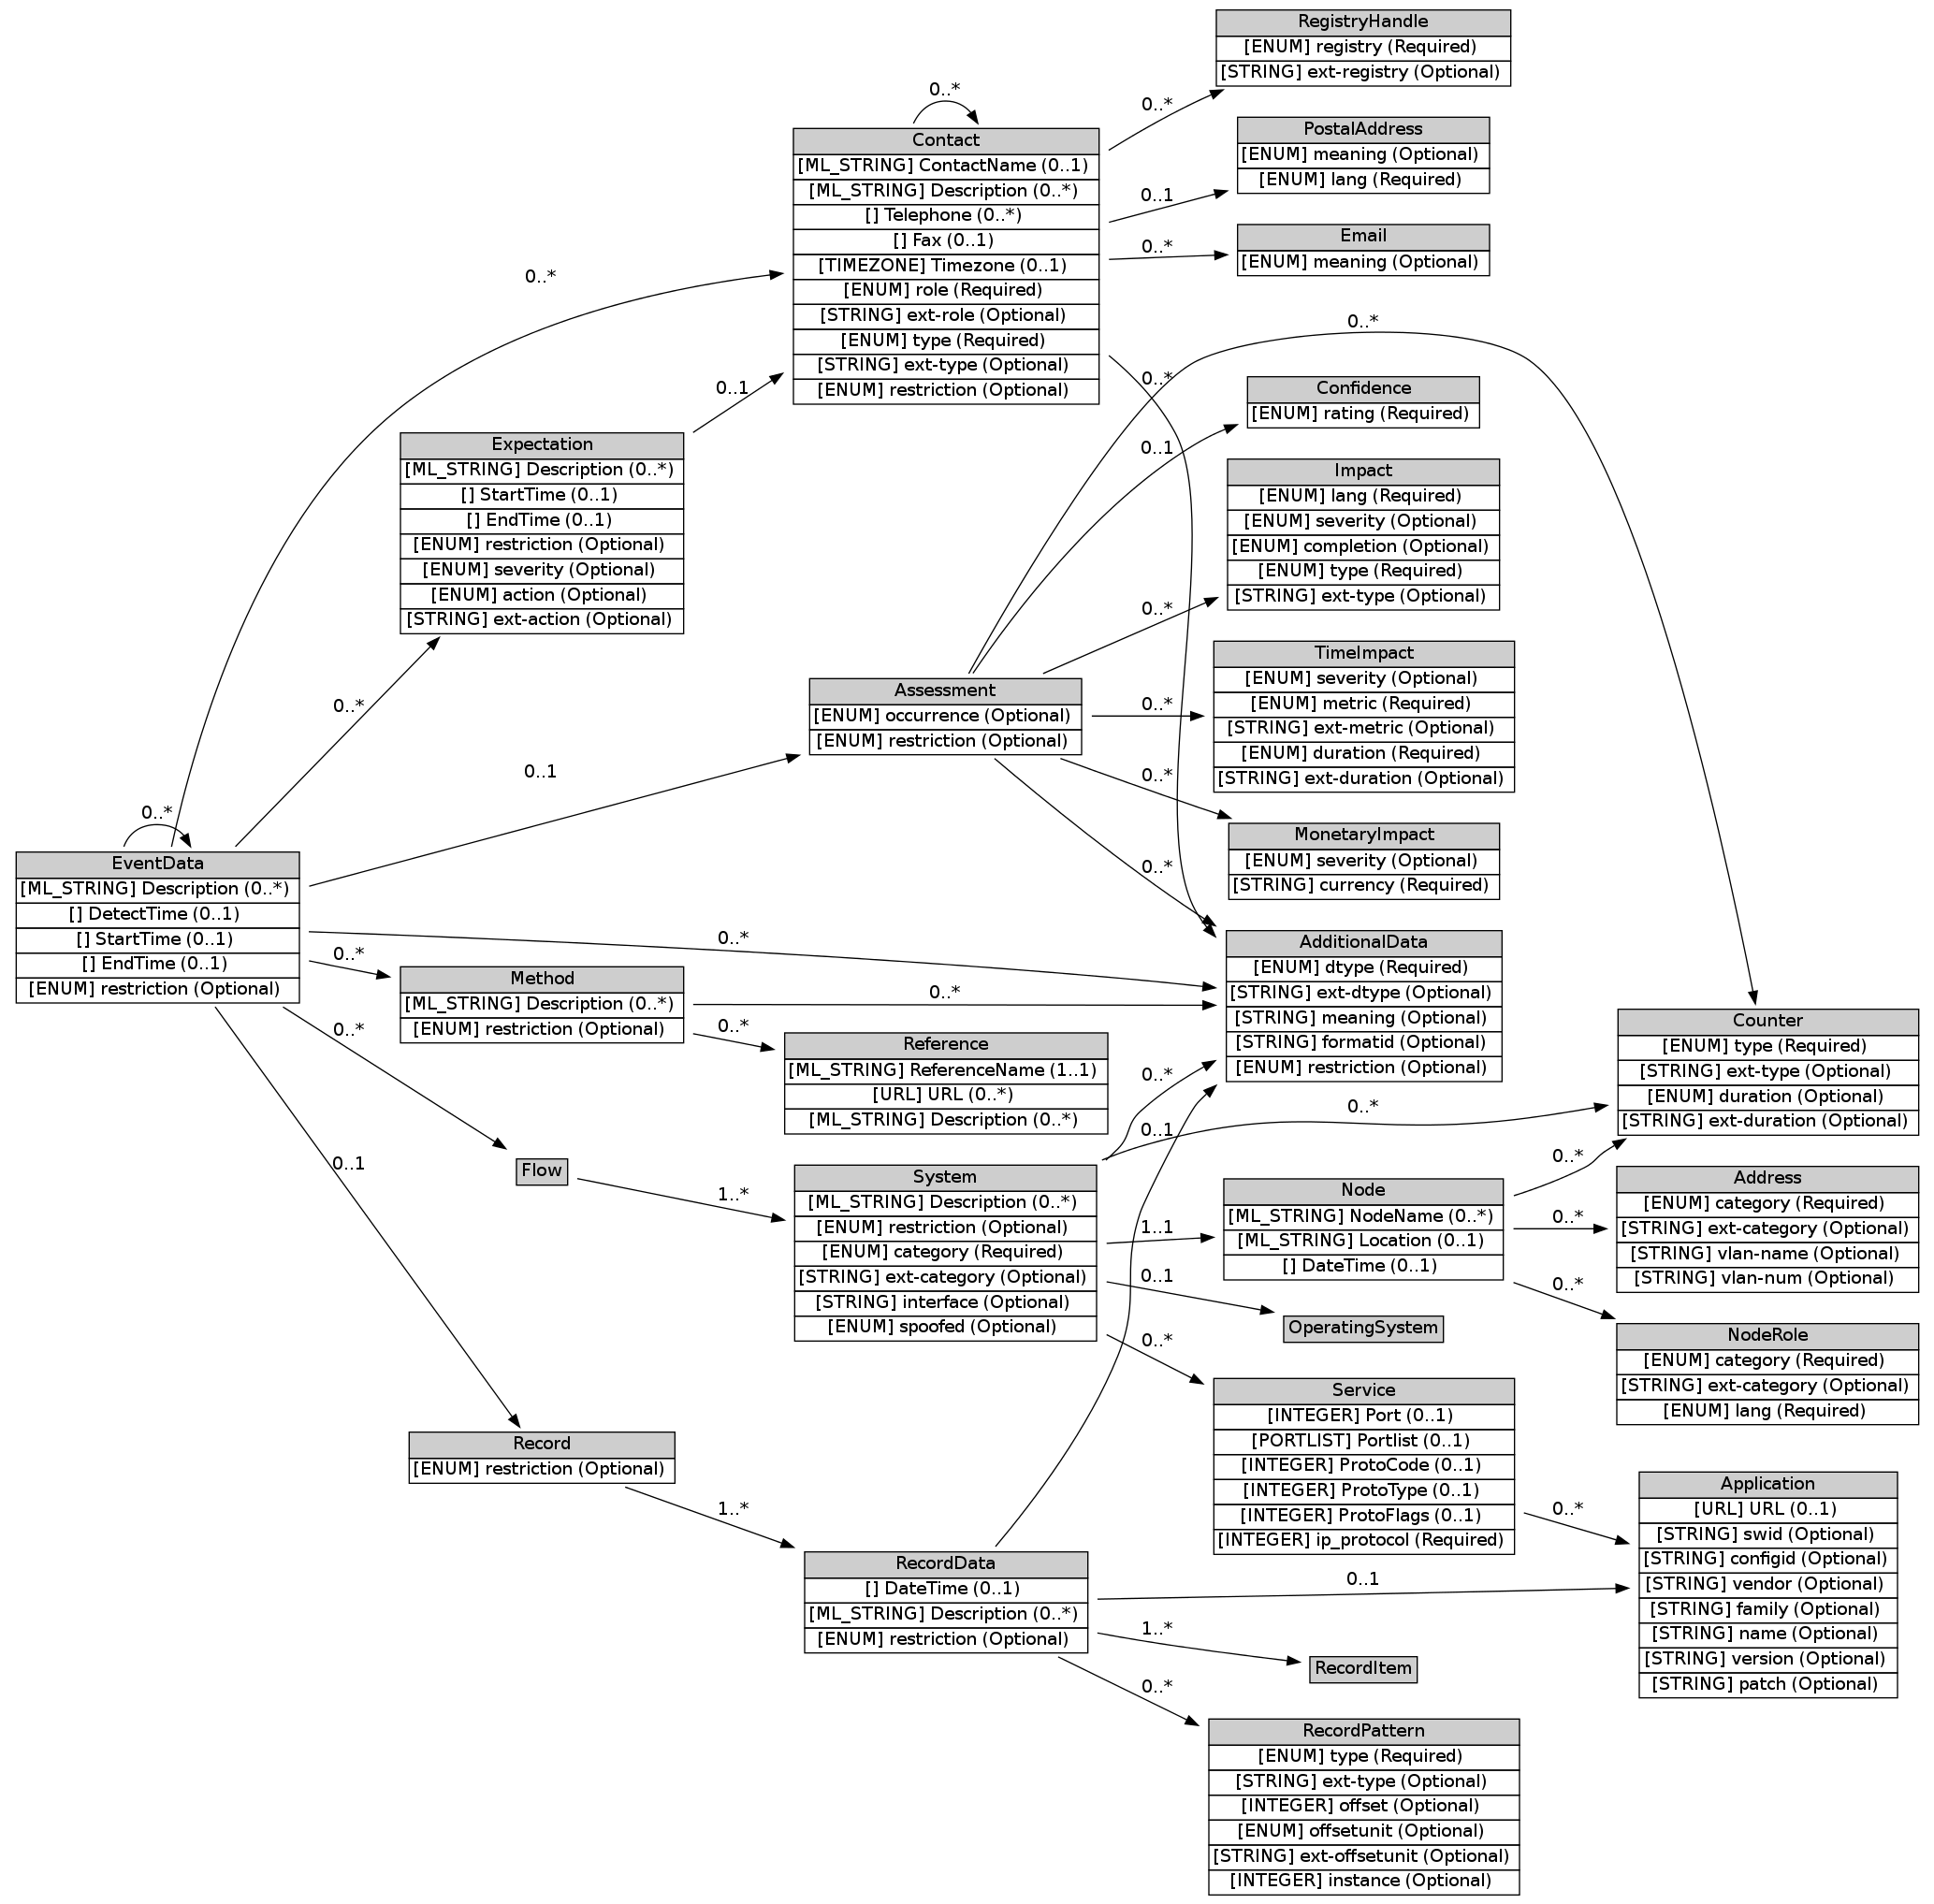 RegistryHandle
[ENUM] registry (Required)
[STRING] ext-registry (Optional)
0..*
0..*
Contact
[ML_STRING] ContactName (0..1)
[ML_STRING] Description (0..*)
[] Telephone (0..*)
[] Fax (0..1)
[TIMEZONE] Timezone (0..1)
[ENUM] role (Required)
[STRING] ext-role (Optional)
[ENUM] type (Required)
[STRING] ext-type (Optional)
[ENUM] restriction (Optional)
PostalAddress
[ENUM] meaning (Optional)
[ENUM] lang (Required)
0..1
0..*
Email
[ENUM] meaning (Optional)
0..*
0..*
0..*
0..1
Confidence
[ENUM] rating (Required)
0..1
Expectation
[ML_STRING] Description (0..*)
[] StartTime (0..1)
[] EndTime (0..1)
[ENUM] restriction (Optional)
[ENUM] severity (Optional)
[ENUM] action (Optional)
[STRING] ext-action (Optional)
Impact
[ENUM] lang (Required)
[ENUM] severity (Optional)
[ENUM] completion (Optional)
[ENUM] type (Required)
[STRING] ext-type (Optional)
0..*
TimeImpact
[ENUM] severity (Optional)
[ENUM] metric (Required)
[STRING] ext-metric (Optional)
[ENUM] duration (Required)
[STRING] ext-duration (Optional)
0..*
Assessment
[ENUM] occurrence (Optional)
[ENUM] restriction (Optional)
0..*
0..1
0..*
0..*
MonetaryImpact
[ENUM] severity (Optional)
[STRING] currency (Required)
0..*
EventData
[ML_STRING] Description (0..*)
[] DetectTime (0..1)
[] StartTime (0..1)
[] EndTime (0..1)
[ENUM] restriction (Optional)
0..*
0..*
AdditionalData
[ENUM] dtype (Required)
[STRING] ext-dtype (Optional)
[STRING] meaning (Optional)
[STRING] formatid (Optional)
[ENUM] restriction (Optional)
Method
[ML_STRING] Description (0..*)
[ENUM] restriction (Optional)
0..*
0..*
0..*
Reference
[ML_STRING] ReferenceName (1..1)
[URL] URL (0..*)
[ML_STRING] Description (0..*)
Counter
[ENUM] type (Required)
[STRING] ext-type (Optional)
[ENUM] duration (Optional)
[STRING] ext-duration (Optional)
0..*
0..*
0..1
0..1
Flow
1..*
System
[ML_STRING] Description (0..*)
[ENUM] restriction (Optional)
[ENUM] category (Required)
[STRING] ext-category (Optional)
[STRING] interface (Optional)
[ENUM] spoofed (Optional)
1..1
0..1
0..*
Node
[ML_STRING] NodeName (0..*)
[ML_STRING] Location (0..1)
[] DateTime (0..1)
0..*
0..*
0..*
Address
[ENUM] category (Required)
[STRING] ext-category (Optional)
[STRING] vlan-name (Optional)
[STRING] vlan-num (Optional)
OperatingSystem
NodeRole
[ENUM] category (Required)
[STRING] ext-category (Optional)
[ENUM] lang (Required)
Service
[INTEGER] Port (0..1)
[PORTLIST] Portlist (0..1)
[INTEGER] ProtoCode (0..1)
[INTEGER] ProtoType (0..1)
[INTEGER] ProtoFlags (0..1)
[INTEGER] ip_protocol (Required)
0..*
Record
[ENUM] restriction (Optional)
1..*
Application
[URL] URL (0..1)
[STRING] swid (Optional)
[STRING] configid (Optional)
[STRING] vendor (Optional)
[STRING] family (Optional)
[STRING] name (Optional)
[STRING] version (Optional)
[STRING] patch (Optional)
RecordData
[] DateTime (0..1)
[ML_STRING] Description (0..*)
[ENUM] restriction (Optional)
0..1
1..*
RecordItem
0..*
RecordPattern
[ENUM] type (Required)
[STRING] ext-type (Optional)
[INTEGER] offset (Optional)
[ENUM] offsetunit (Optional)
[STRING] ext-offsetunit (Optional)
[INTEGER] instance (Optional)